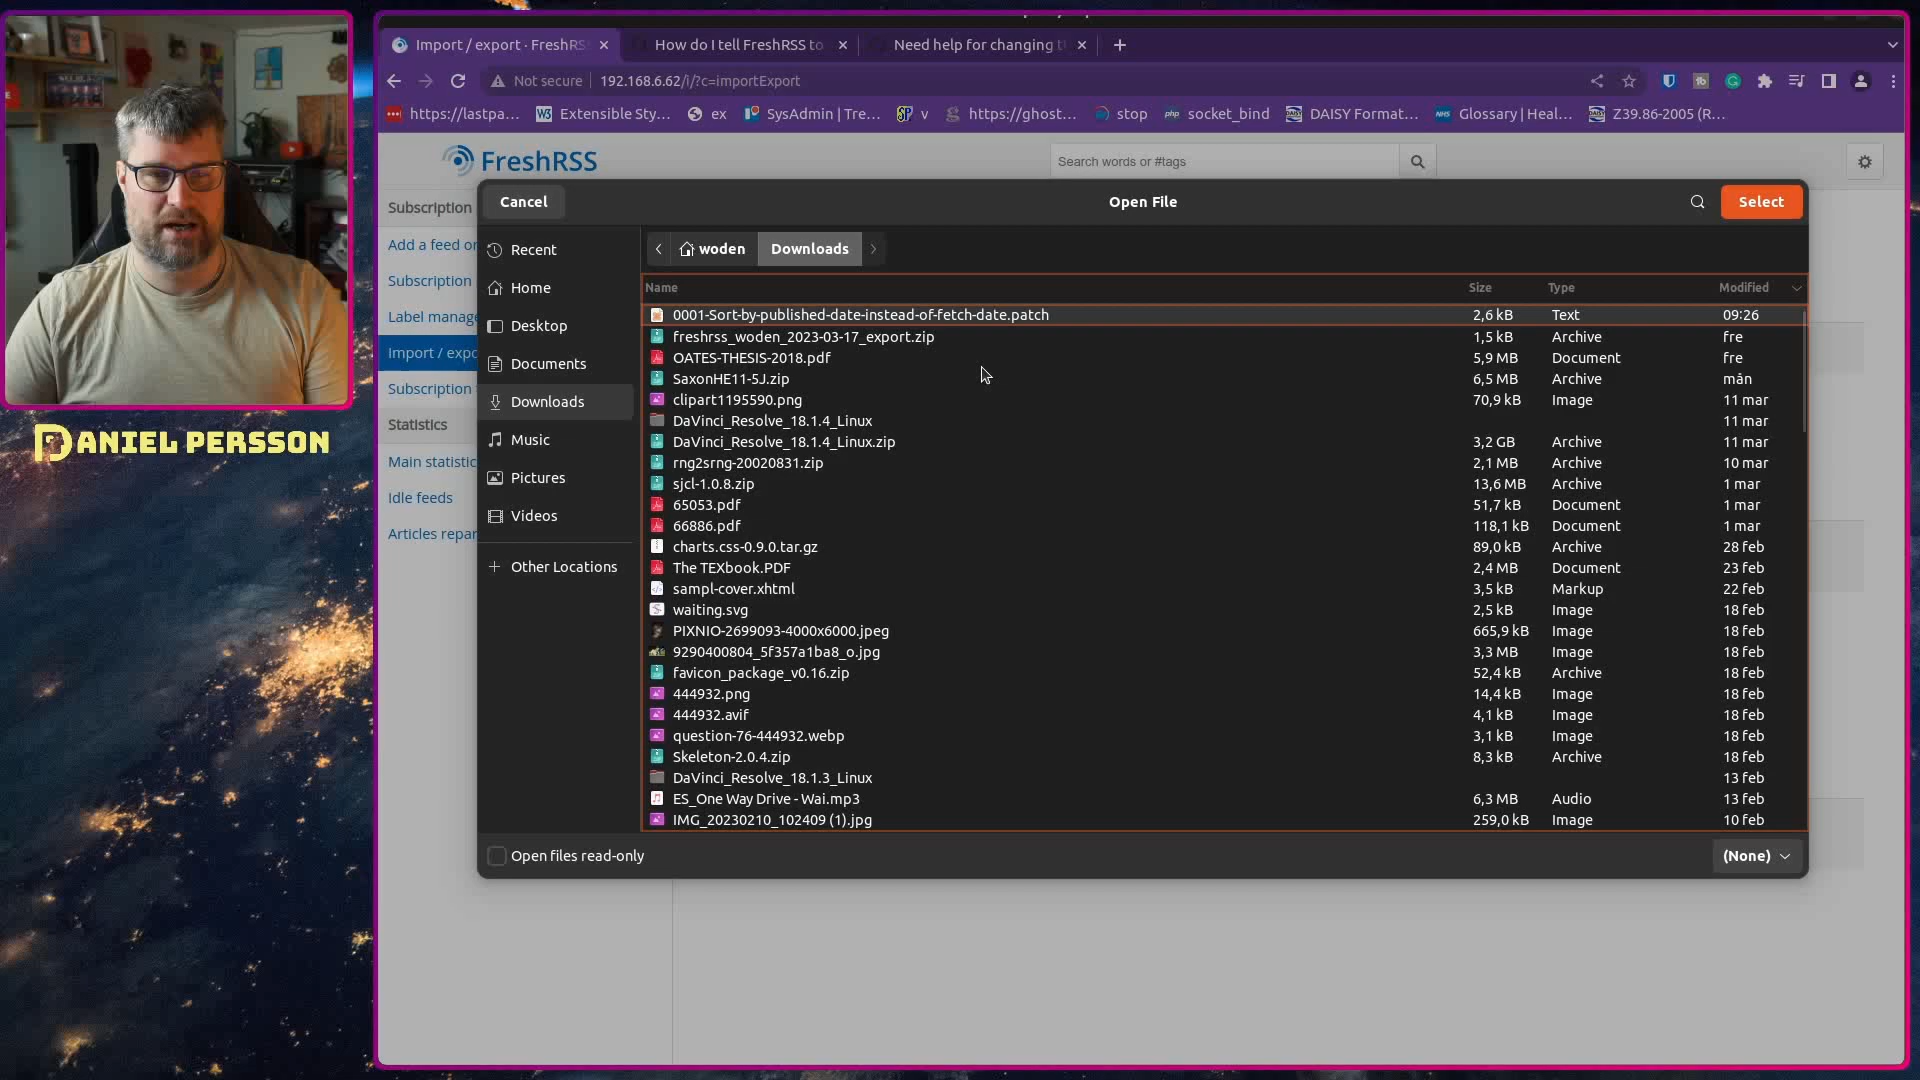 DANIEL PERSSON
Import / export · FreshRS
How do I tell FreshRSS to
Need help for changing t
Not secure
192.168.6.62/i/?c=importExport
https://lastpa...
Extensible Sty...
ex
SysAdmin | Tre...
v
https://ghost...
stop
socket_bind
DAISY Format...
Glossary | Heal...
Z39.86-2005 (R...
FreshRSS
Search words or #tags
Subscription
Add a feed or
Subscription
Label manage
Import / expo
Subscription
Statistics
Main statistic
Idle feeds
Articles repar
Cancel
Open File
Select
Recent
Home
Desktop
Documents
Downloads
Music
Pictures
Videos
Other Locations
woden
Downloads
Name Size Type Modified
0001-Sort-by-published-date-instead-of-fetch-date.patch 2,6 kB Text 09:26
freshrss_woden_2023-03-17_export.zip 1,5 kB Archive fre
OATES-THESIS-2018.pdf 5,9 MB Document fre
SaxonHE11-5J.zip 6,5 MB Archive mån
clipart1195590.png 70,9 kB Image 11 mar
DaVinci_Resolve_18.1.4_Linux 11 mar
DaVinci_Resolve_18.1.4_Linux.zip 3,2 GB Archive 11 mar
rng2srng-20020831.zip 2,1 MB Archive 10 mar
sjcl-1.0.8.zip 13,6 MB Archive 1 mar
65053.pdf 51,7 kB Document 1 mar
66886.pdf 118,1 kB Document 1 mar
charts.css-0.9.0.tar.gz 89,0 kB Archive 28 feb
The TEXbook.PDF 2,4 MB Document 23 feb
sampl-cover.xhtml 3,5 kB Markup 22 feb
waiting.svg 2,5 kB Image 18 feb
PIXNIO-2699093-4000x6000.jpeg 665,9 kB Image 18 feb
9290400804_5f357a1ba8_o.jpg 3,3 MB Image 18 feb
favicon_package_v0.16.zip 52,4 kB Archive 18 feb
444932.png 14,4 kB Image 18 feb
444932.avif 4,1 kB Image 18 feb
question-76-444932.webp 3,1 kB Image 18 feb
Skeleton-2.0.4.zip 8,3 kB Archive 18 feb
DaVinci_Resolve_18.1.3_Linux 13 feb
ES_One Way Drive - Wai.mp3 6,3 MB Audio 13 feb
IMG_20230210_102409 (1).jpg 259,0 kB Image 10 feb
Open files read-only
(None)